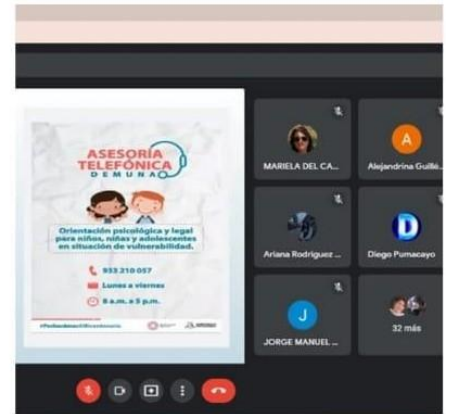 ASESORÍA
TELEFÓNICA
DEMUNA
Orientación psicológica y legal
para niños, niñas y adolescentes
en situación de vulnerabilidad.
933 210 057
Lunes a viernes
8 a.m. a 5 p.m.
MARIELA DEL CA...
A
Alejandrina Guillé...
Ariana Rodriguez ...
D
Diego Pumacayo
J
JORGE MANUEL ...
32 más